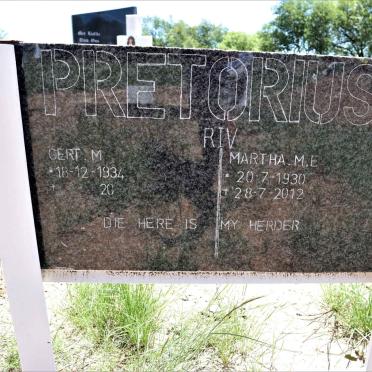 PRETORIUS
RIV
GERT. M
* 18-12-1934
+ 20
MARTHA. M.E
* 20-7-1930
+ 28-7-2012
DIE HERE IS MY HERDER